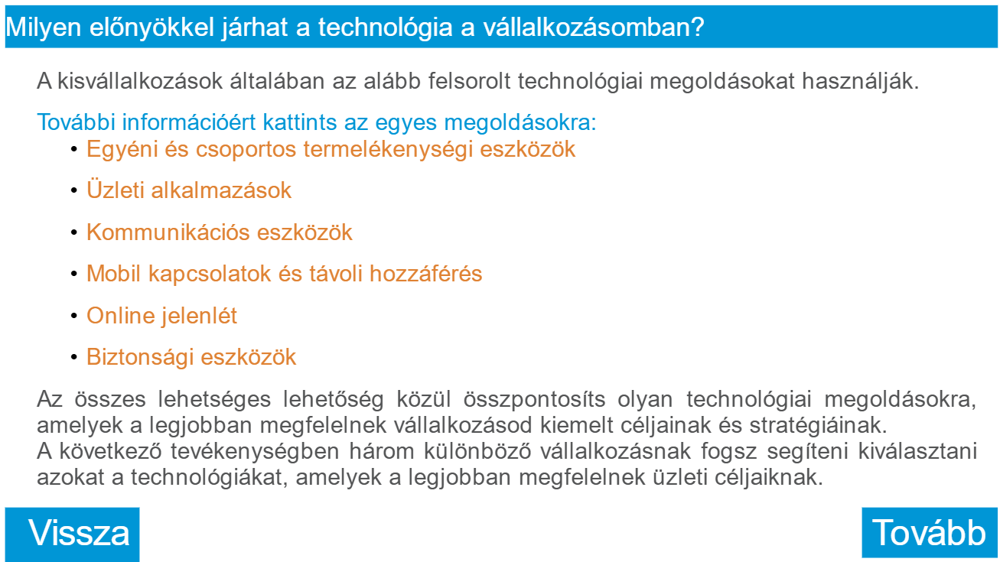 Milyen előnyökkel járhat a technológia a vállalkozásomban?
A kisvállalkozások általában az alább felsorolt technológiai megoldásokat használják.
További információért kattints az egyes megoldásokra:
• Egyéni és csoportos termelékenységi eszközök
• Üzleti alkalmazások
• Kommunikációs eszközök
• Mobil kapcsolatok és távoli hozzáférés
• Online jelenlét
• Biztonsági eszközök
Az összes lehetséges lehetőség közül összpontosíts olyan technológiai megoldásokra,
amelyek a legjobban megfelelnek vállalkozásod kiemelt céljainak és stratégiáinak.
A következő tevékenységben három különböző vállalkozásnak fogsz segíteni kiválasztani
azokat a technológiákat, amelyek a legjobban megfelelnek üzleti céljaiknak.
Vissza
Tovább